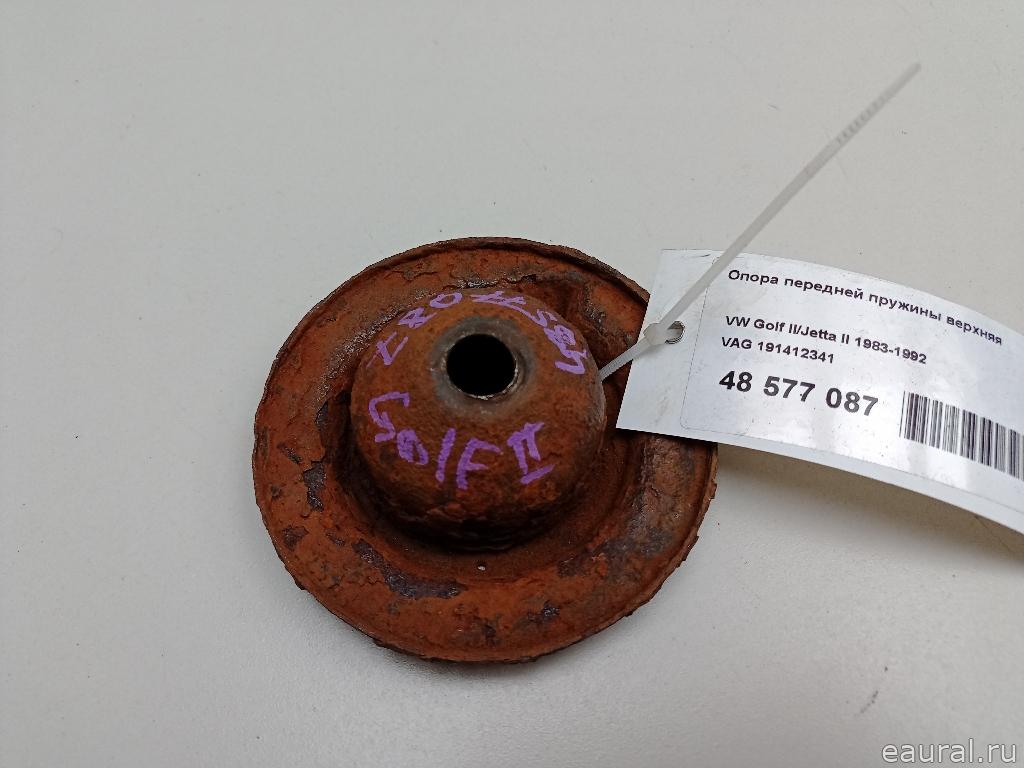 Опора передней пружины верхняя
VW Golf II/Jetta II 1983-1992
VAG 191412341
48 577 087
Golf II
eaural.ru